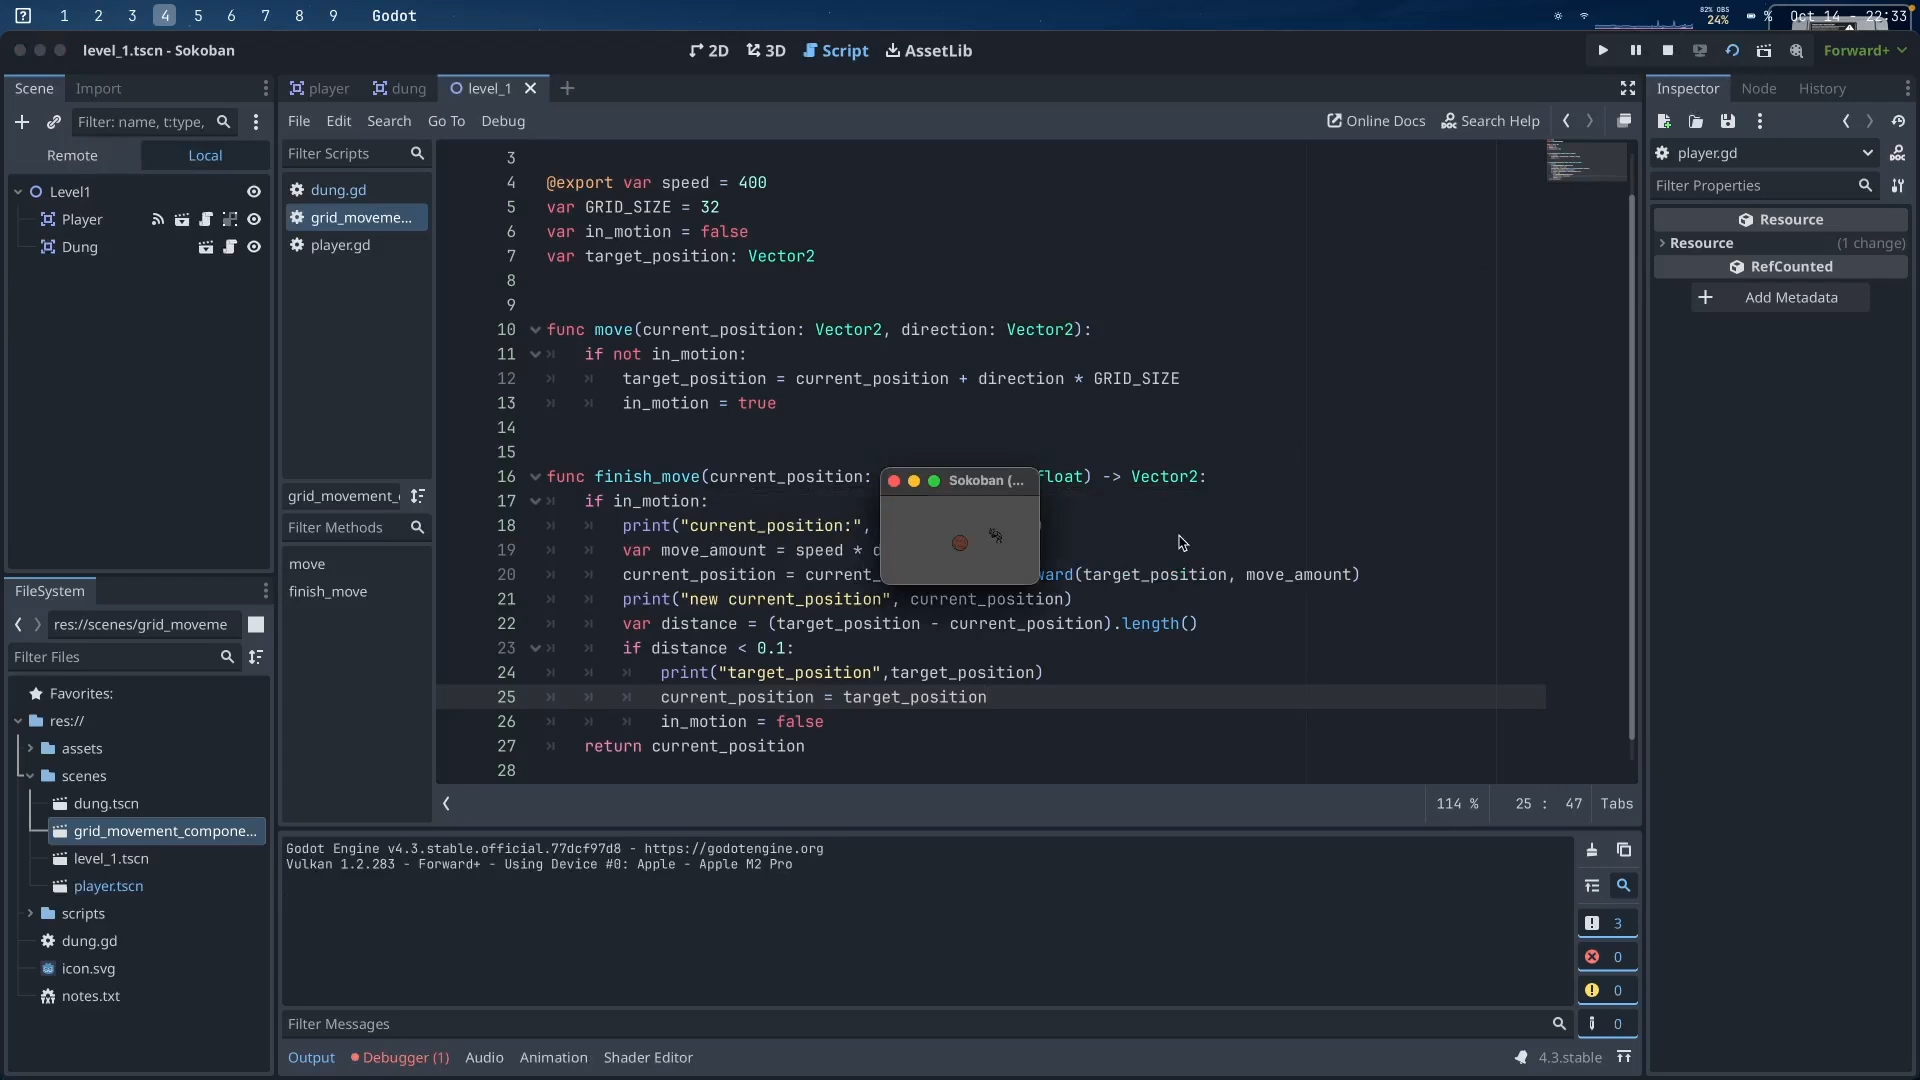 1 2 3 4 5 6 7 8 9 Godot
82% OBS
24%
%
Oct 14 - 22:33
level_1.tscn - Sokoban
2D 3D Script AssetLib
Forward+
Scene Import
player dung level_1
Inspector Node History
Filter: name, t:type,
File Edit Search Go To Debug
Online Docs Search Help
Remote Local
Filter Scripts
player.gd
Filter Properties
Level1
Player
Dung
dung.gd
grid_moveme...
player.gd
Resource
Resource (1 change)
RefCounted
Add Metadata
3
4 @export var speed = 400
5 var GRID_SIZE = 32
6 var in_motion = false
7 var target_position: Vector2
8
9
10 func move(current_position: Vector2, direction: Vector2):
11 if not in_motion:
12 target_position = current_position + direction * GRID_SIZE
13 in_motion = true
14
15
16 func finish_move(current_position: float) -> Vector2:
17 if in_motion:
18 print("current_position:",
19 var move_amount = speed * d
20 current_position = current_ ward(target_position, move_amount)
21 print("new current_position", current_position)
22 var distance = (target_position - current_position).length()
23 if distance < 0.1:
24 print("target_position",target_position)
25 current_position = target_position
26 in_motion = false
27 return current_position
28
Sokoban (...
grid_movement_
Filter Methods
move
finish_move
114 % 25 : 47 Tabs
FileSystem
res://scenes/grid_moveme
Filter Files
Favorites:
res://
assets
scenes
dung.tscn
grid_movement_compone...
level_1.tscn
player.tscn
scripts
dung.gd
icon.svg
notes.txt
Godot Engine v4.3.stable.official.77dcf97d8 - https://godotengine.org
Vulkan 1.2.283 - Forward+ - Using Device #0: Apple - Apple M2 Pro
3
0
0
0
Filter Messages
Output Debugger (1) Audio Animation Shader Editor
4.3.stable